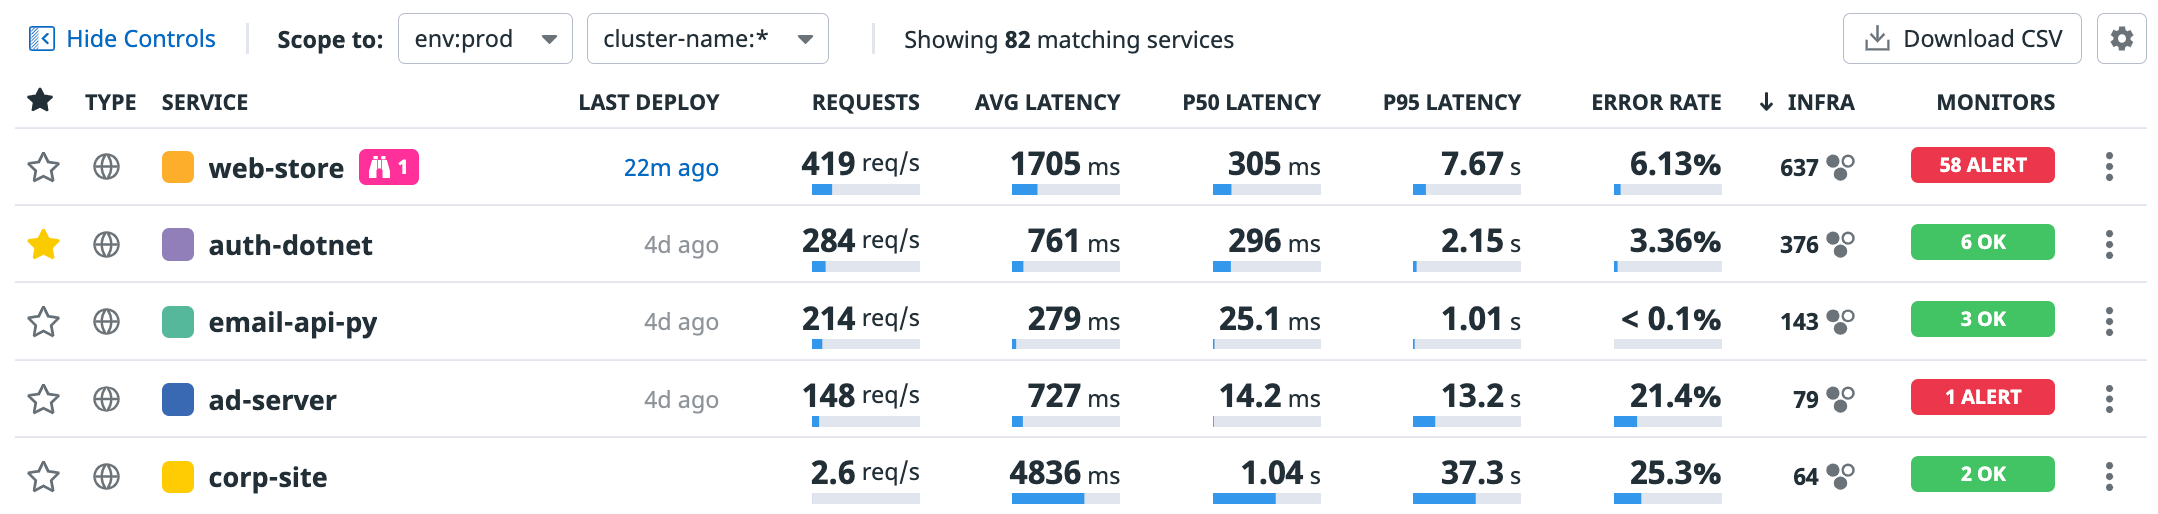 Hide Controls Scope to: env:prod cluster-name:* Showing 82 matching services Download CSV
TYPE SERVICE LAST DEPLOY REQUESTS AVG LATENCY P50 LATENCY P95 LATENCY ERROR RATE ↓ INFRA MONITORS
web-store 1 22m ago 419 req/s 1705 ms 305 ms 7.67 s 6.13% 637 58 ALERT
auth-dotnet 4d ago 284 req/s 761 ms 296 ms 2.15 s 3.36% 376 6 OK
email-api-py 4d ago 214 req/s 279 ms 25.1 ms 1.01 s < 0.1% 143 3 OK
ad-server 4d ago 148 req/s 727 ms 14.2 ms 13.2 s 21.4% 79 1 ALERT
corp-site 2.6 req/s 4836 ms 1.04 s 37.3 s 25.3% 64 2 OK